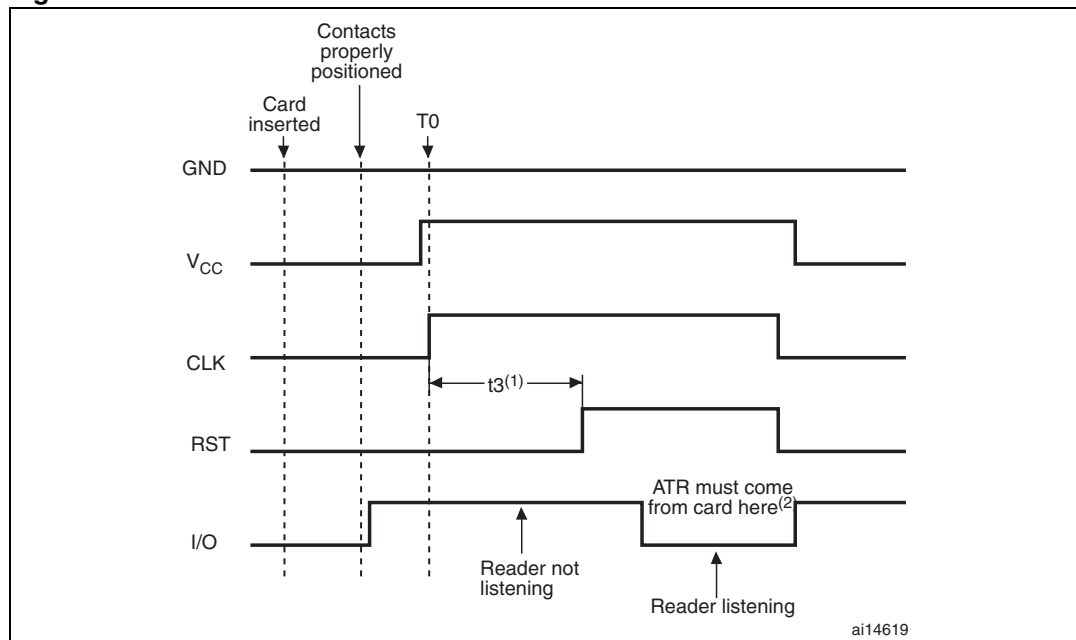 Contacts
properly
positioned
Card
inserted
T0
GND
VCC
CLK
t3(1)
RST
ATR must come
from card here(2)
I/O
Reader not
listening
Reader listening
ai14619